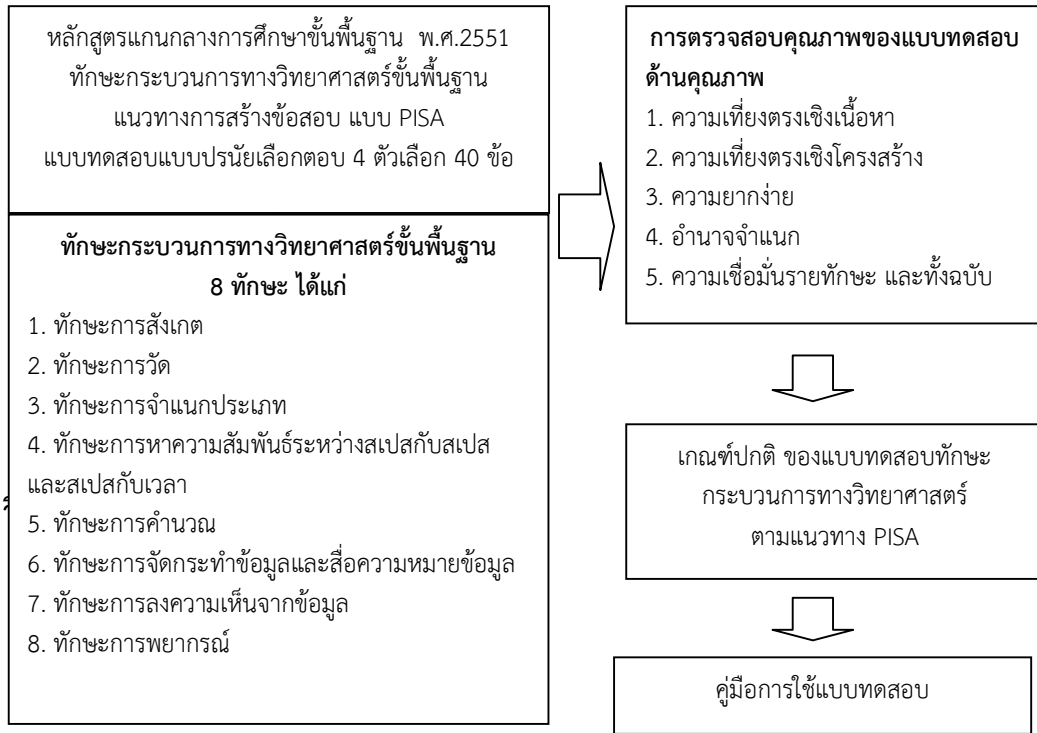 หลักสูตรแกนกลางการศึกษาขั้นพื้นฐาน พ.ศ.2551
ทักษะกระบวนการทางวิทยาศาสตร์ขั้นพื้นฐาน
แนวทางการสร้างข้อสอบ แบบ PISA
แบบทดสอบแบบปรนัยเลือกตอบ 4 ตัวเลือก 40 ข้อ
ทักษะกระบวนการทางวิทยาศาสตร์ขั้นพื้นฐาน
8 ทักษะ ได้แก่
1. ทักษะการสังเกต
2. ทักษะการวัด
3. ทักษะการจำแนกประเภท
4. ทักษะการหาความสัมพันธ์ระหว่างสเปสกับสเปส
และสเปสกับเวลา
5. ทักษะการคำนวณ
6. ทักษะการจัดกระทำข้อมูลและสื่อความหมายข้อมูล
7. ทักษะการลงความเห็นจากข้อมูล
8. ทักษะการพยากรณ์
การตรวจสอบคุณภาพของแบบทดสอบ
ด้านคุณภาพ
1. ความเที่ยงตรงเชิงเนื้อหา
2. ความเที่ยงตรงเชิงโครงสร้าง
3. ความยากง่าย
4. อำนาจจำแนก
5. ความเชื่อมั่นรายทักษะ และทั้งฉบับ
เกณฑ์ปกติ ของแบบทดสอบทักษะ
กระบวนการทางวิทยาศาสตร์
ตามแนวทาง PISA
คู่มือการใช้แบบทดสอบ